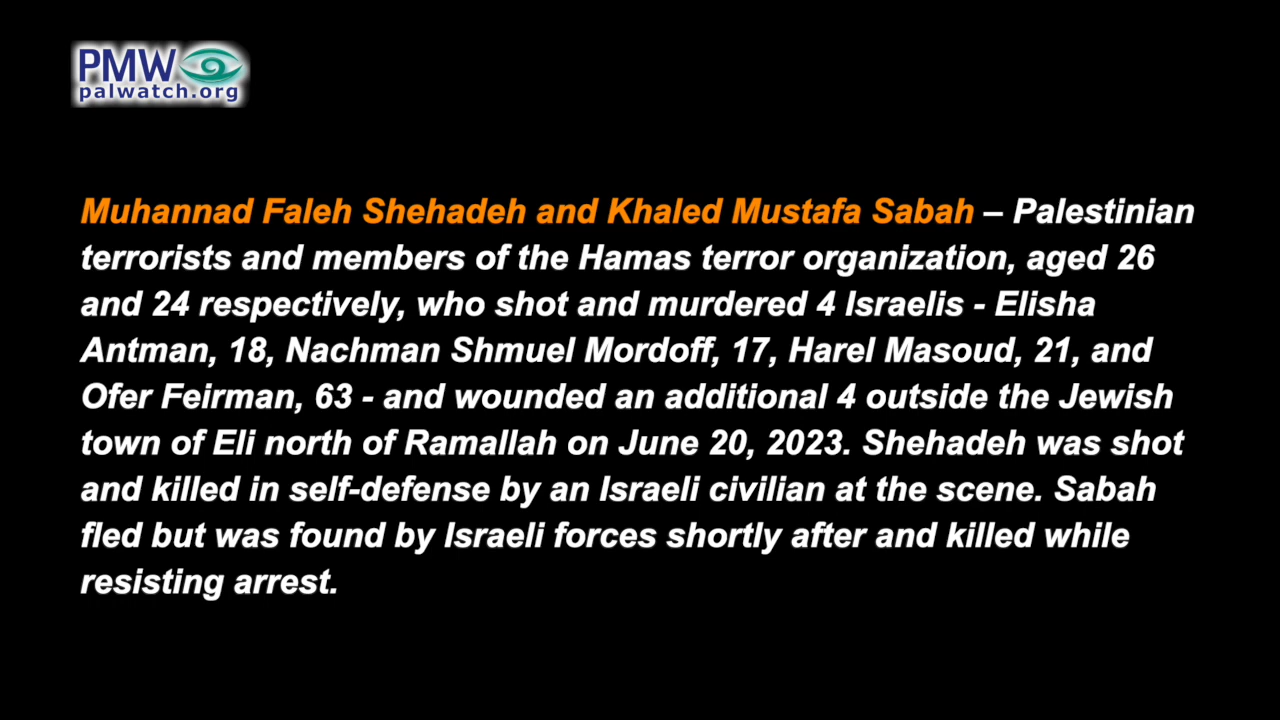 PMW
palwatch.org
Muhannad Faleh Shehadeh and Khaled Mustafa Sabah – Palestinian
terrorists and members of the Hamas terror organization, aged 26
and 24 respectively, who shot and murdered 4 Israelis - Elisha
Antman, 18, Nachman Shmuel Mordoff, 17, Harel Masoud, 21, and
Ofer Feirman, 63 - and wounded an additional 4 outside the Jewish
town of Eli north of Ramallah on June 20, 2023. Shehadeh was shot
and killed in self-defense by an Israeli civilian at the scene. Sabah
fled but was found by Israeli forces shortly after and killed while
resisting arrest.